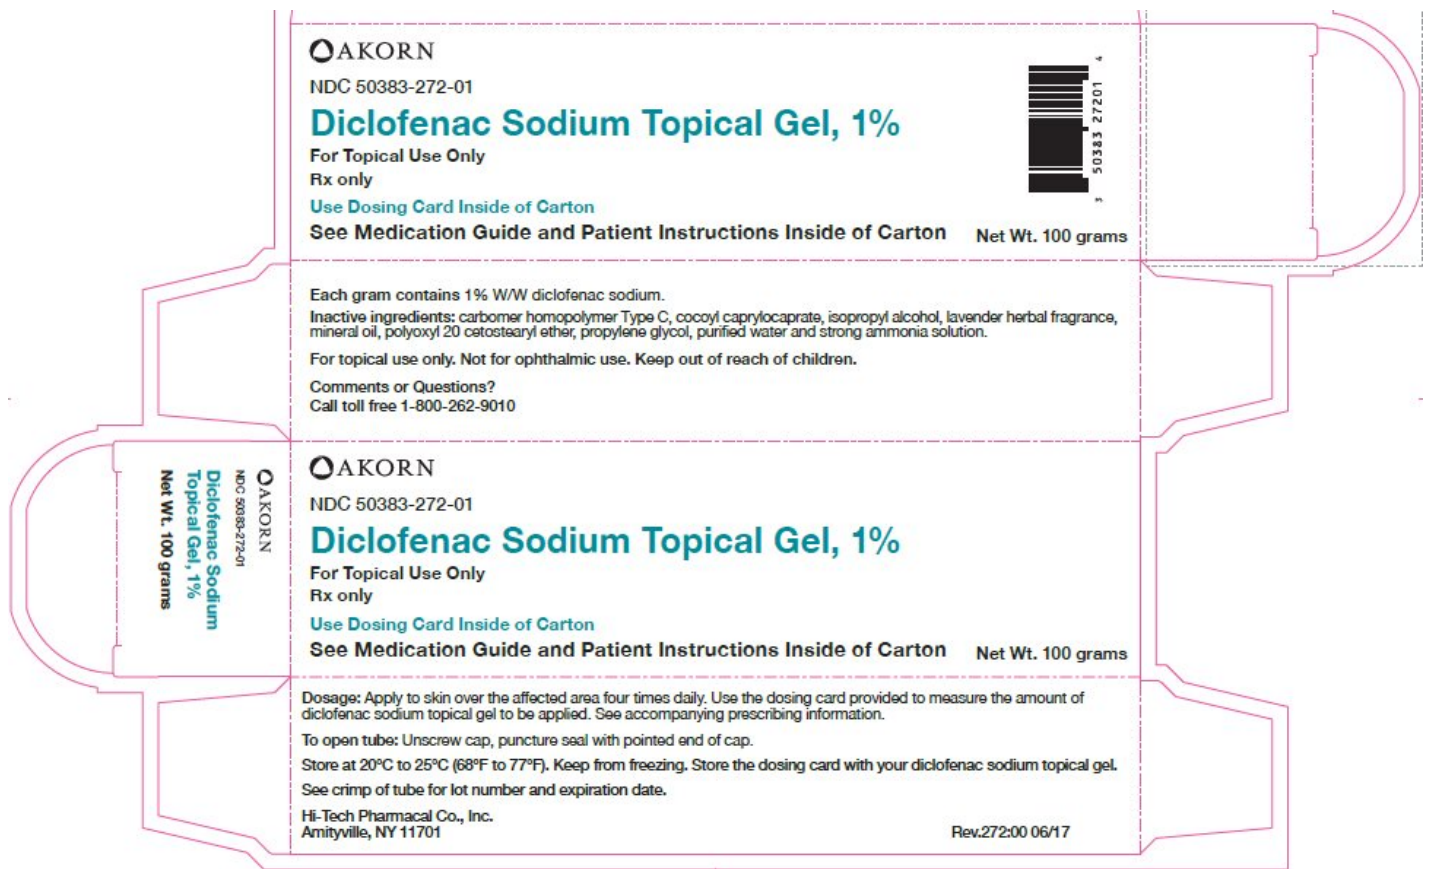 AKORN
NDC 50383-272-01
Diclofenac Sodium Topical Gel, 1%
For Topical Use Only
Rx only
Use Dosing Card Inside of Carton
See Medication Guide and Patient Instructions Inside of Carton
Net Wt. 100 grams
3 50383 27201 4
Each gram contains 1% W/W diclofenac sodium.
Inactive ingredients: carbomer homopolymer Type C, cocoyl caprylocaprate, isopropyl alcohol, lavender herbal fragrance,
mineral oil, polyoxyl 20 cetostearyl ether, propylene glycol, purified water and strong ammonia solution.
For topical use only. Not for ophthalmic use. Keep out of reach of children.
Comments or Questions?
Call toll free 1-800-262-9010
AKORN
NDC 50383-272-01
Diclofenac Sodium
Topical Gel, 1%
Net Wt. 100 grams
AKORN
NDC 50383-272-01
Diclofenac Sodium Topical Gel, 1%
For Topical Use Only
Rx only
Use Dosing Card Inside of Carton
See Medication Guide and Patient Instructions Inside of Carton
Net Wt. 100 grams
Dosage: Apply to skin over the affected area four times daily. Use the dosing card provided to measure the amount of
diclofenac sodium topical gel to be applied. See accompanying prescribing information.
To open tube: Unscrew cap, puncture seal with pointed end of cap.
Store at 20°C to 25°C (68°F to 77°F). Keep from freezing. Store the dosing card with your diclofenac sodium topical gel.
See crimp of tube for lot number and expiration date.
Hi-Tech Pharmacal Co., Inc.
Amityville, NY 11701
Rev.272:00 06/17